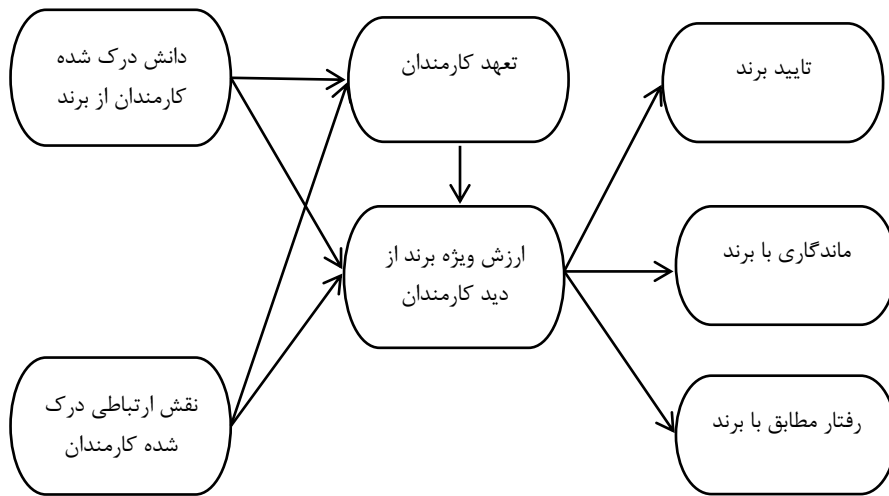 دانش درک شده
کارمندان از برند
تعهد کارمندان
تایید برند
ارزش ویژه برند از
دید کارمندان
ماندگاری با برند
نقش ارتباطی درک
شده کارمندان
رفتار مطابق با برند